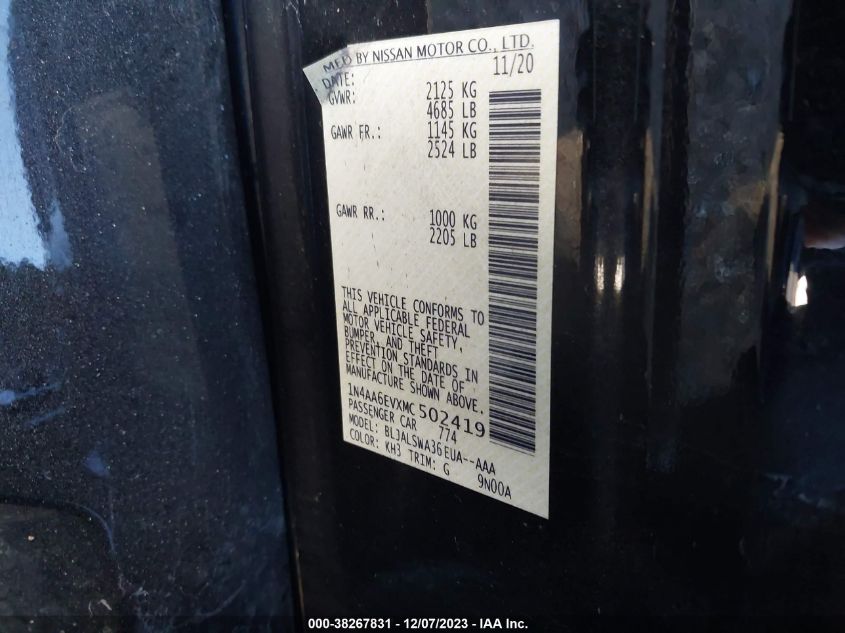 MFD BY NISSAN MOTOR CO., LTD.
DATE: 11/20
GVWR: 2125 KG
4685 LB
GAWR FR.: 1145 KG
2524 LB
GAWR RR.: 1000 KG
2205 LB
THIS VEHICLE CONFORMS TO
ALL APPLICABLE FEDERAL
MOTOR VEHICLE SAFETY,
BUMPER, AND THEFT
PREVENTION STANDARDS IN
EFFECT ON THE DATE OF
MANUFACTURE SHOWN ABOVE.
1N4AA6EVXMC502419
PASSENGER CAR 774
MODEL: BLJALSWA36EUA--AAA
COLOR: KH3 TRIM: G 9N00A
000-38267831 - 12/07/2023 - IAA Inc.